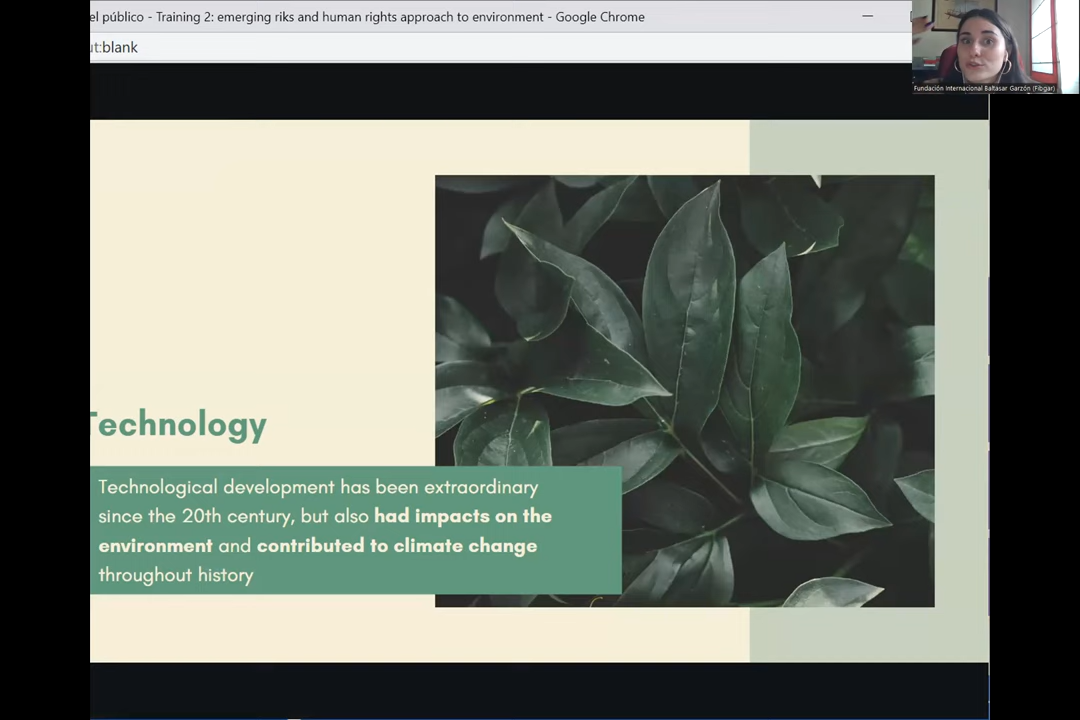 el público - Training 2: emerging riks and human rights approach to environment - Google Chrome
ut:blank
Fundación Internacional Baltasar Garzón (Fibgar)
Technology
Technological development has been extraordinary
since the 20th century, but also had impacts on the
environment and contributed to climate change
throughout history